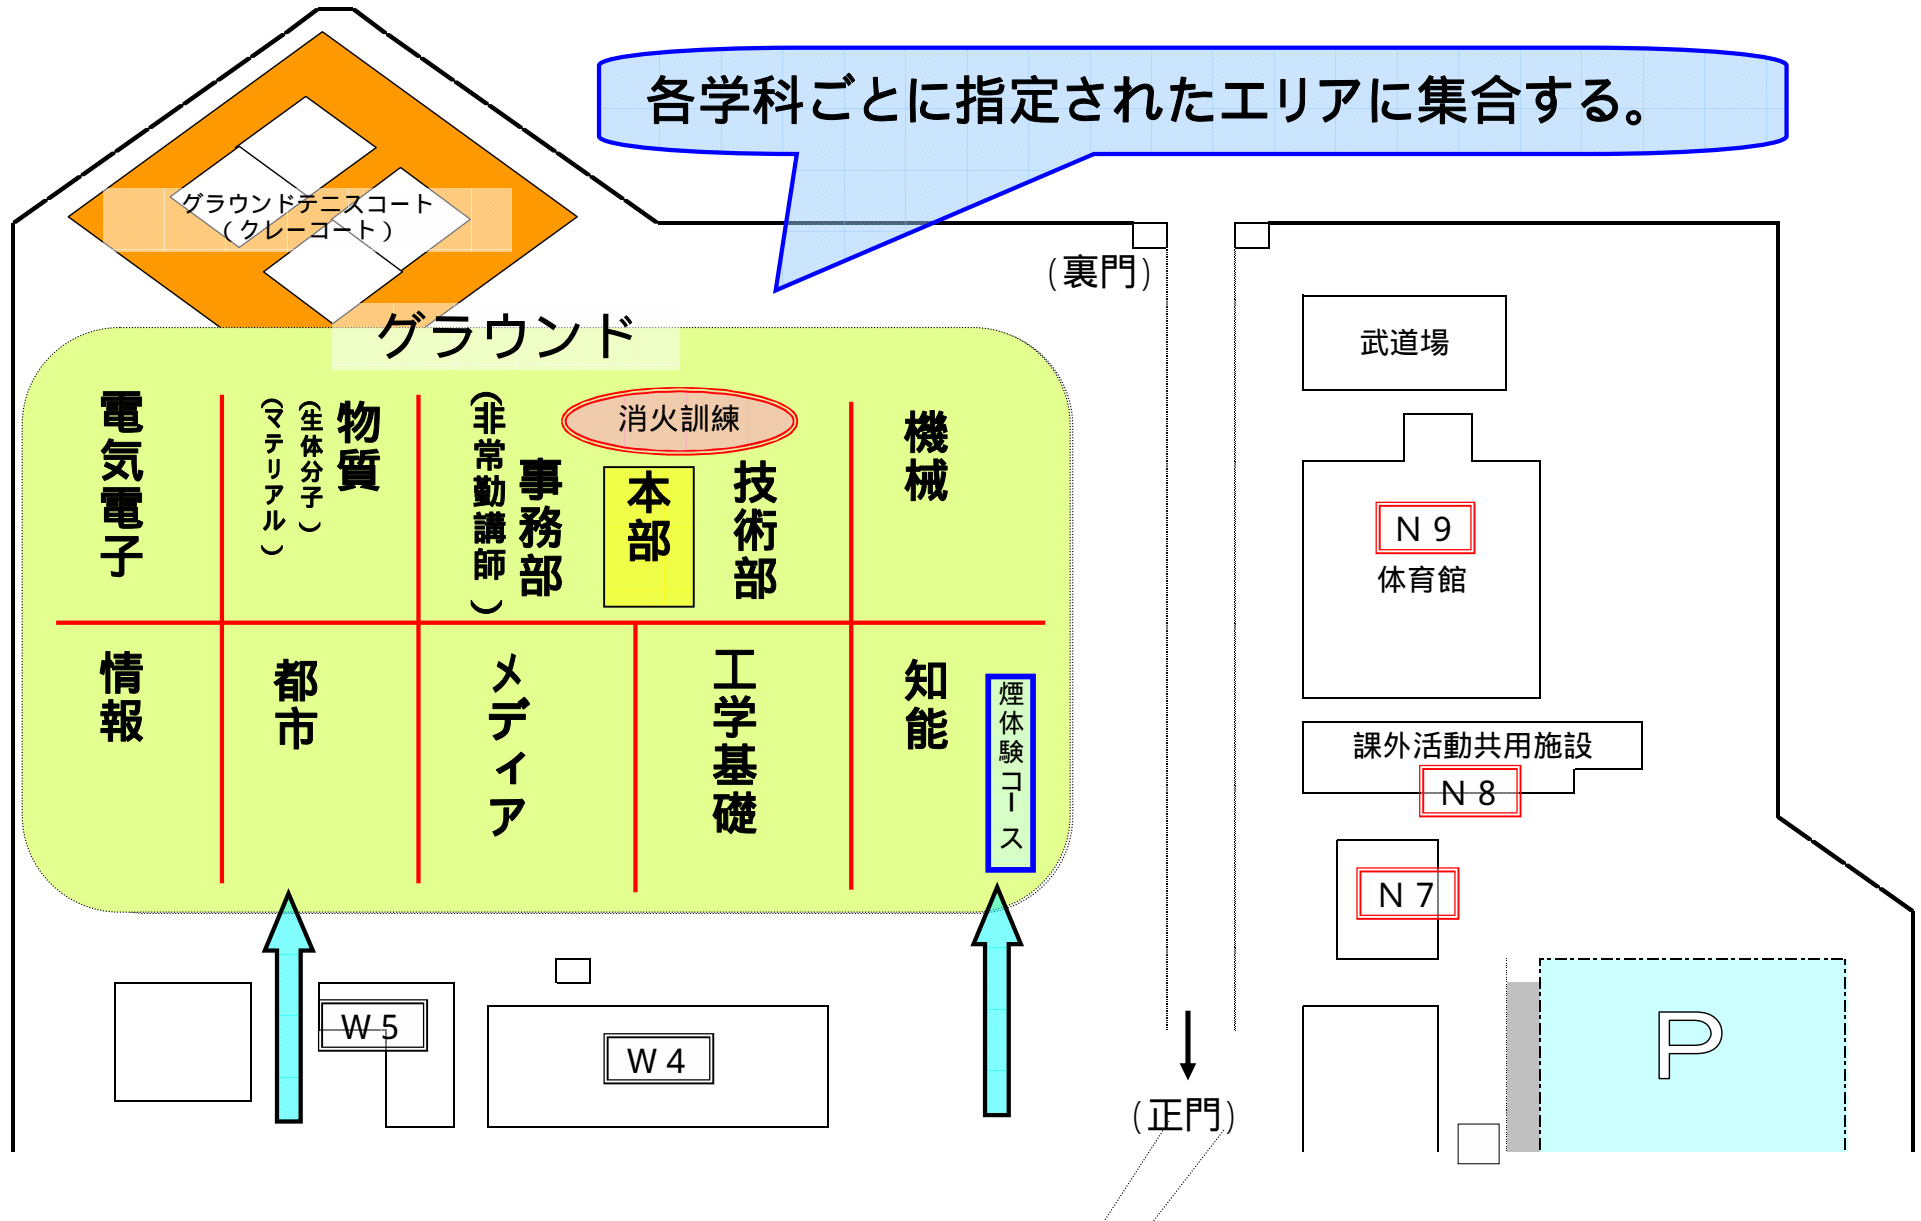 各学科ごとに指定されたエリアに集合する。
グラウンドテニスコート
(クレーコート)
(裏門)
グラウンド
武道場
電気電子
物質
(生体分子)
(マテリアル)
(非常勤講師)
事務部
消火訓練
本部
技術部
機械
N9
体育館
情報
都市
メディア
工学基礎
知能
煙体験コース
課外活動共用施設
N8
N7
W5
W4
P
(正門)